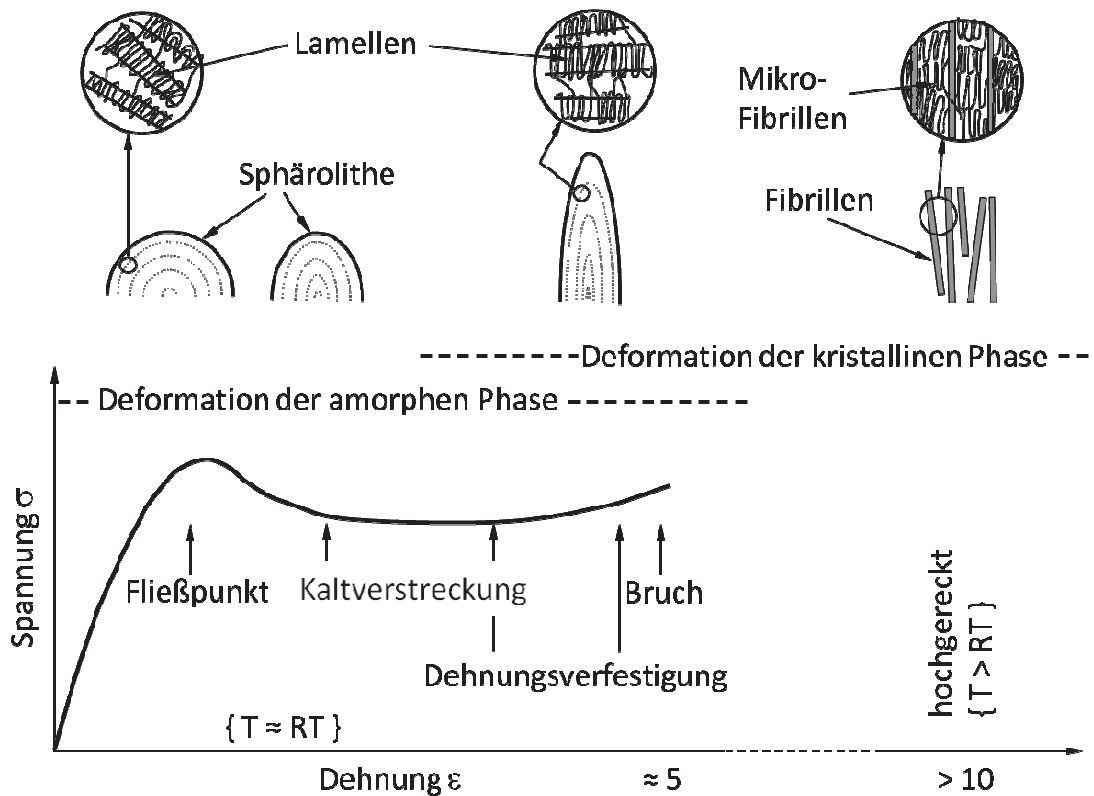 Lamellen
Mikro-
Fibrillen
Sphärolithe
Fibrillen
Deformation der kristallinen Phase
Deformation der amorphen Phase
Spannung σ
Fließpunkt
Kaltverstreckung
Bruch
Dehnungsverfestigung
hochgereckt
{ T > RT }
{ T ≈ RT }
Dehnung ε
≈ 5
> 10